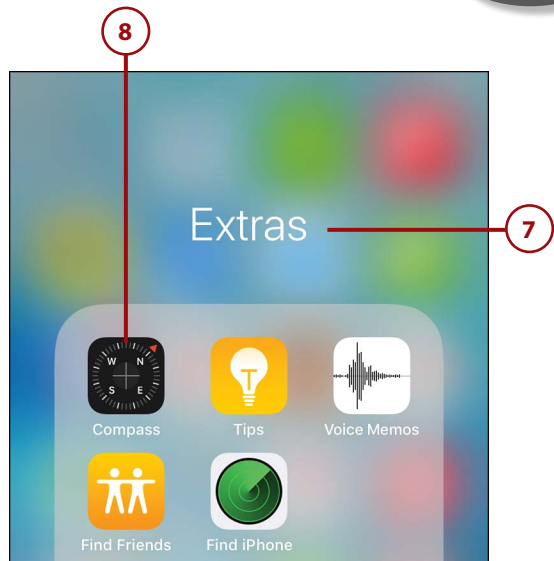 8
Extras
7
W N
S E
Compass Tips Voice Memos
Find Friends Find iPhone